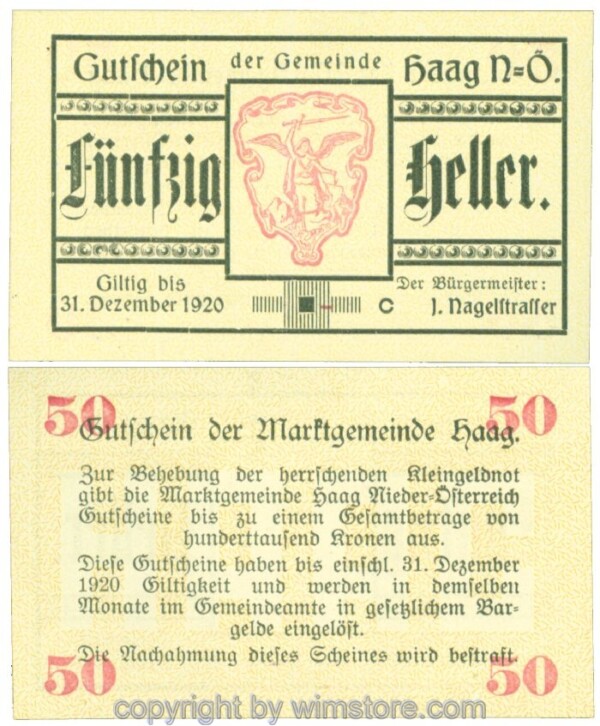 Gutschein der Gemeinde Haag N=Ö.
Fünfzig Heller.
Giltig bis
31. Dezember 1920
C
Der Bürgermeister:
J. Nagelstrasser
50 50
Gutschein der Marktgemeinde Haag.
Zur Behebung der herrschenden Kleingeldnot
gibt die Marktgemeinde Haag Nieder-Österreich
Gutscheine bis zu einem Gesamtbetrage von
hunderttausend Kronen aus.
Diese Gutscheine haben bis einschl. 31. Dezember
1920 Giltigkeit und werden in demselben
Monate im Gemeindeamte in gesetzlichem Bar-
gelde eingelöst.
Die Nachahmung dieses Scheines wird bestraft.
50 50
copyright by wimstore.com